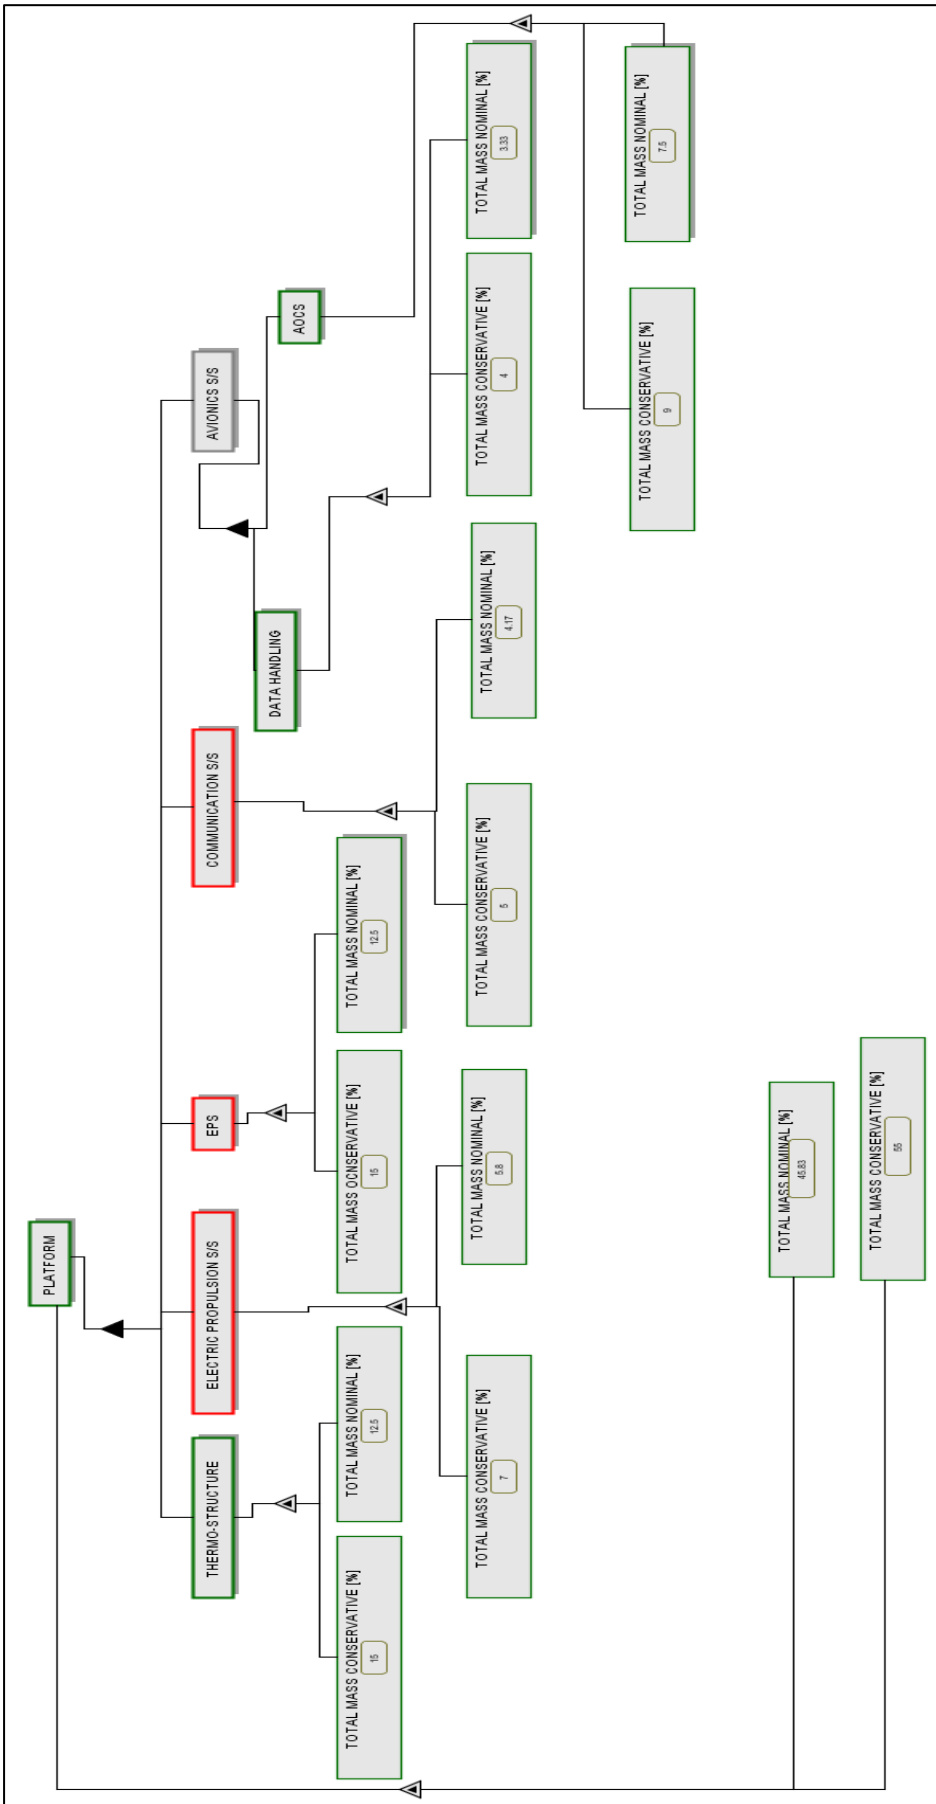 PLATFORM
THERMO-STRUCTURE
ELECTRIC PROPULSION S/S
EPS
COMMUNICATION S/S
AVIONICS S/S
DATA HANDLING
AOCS
TOTAL MASS CONSERVATIVE [%]
15
TOTAL MASS NOMINAL [%]
12.5
TOTAL MASS OCNSERVATIVE [%]
15
TOTAL MASS NOMINAL [%]
12.5
TOTAL MASS CONSERVATIVE [%]
7
TOTAL MASS NOMINAL [%]
5.8
TOTAL MASS CONSERVATIVE [%]
5
TOTAL MASS NOMINAL [%]
4.17
TOTAL MASS CONSERVATIVE [%]
4
TOTAL MASS NOMINAL [%]
3.33
TOTAL MASS CONSERVATIVE [%]
9
TOTAL MASS NOMINAL [%]
7.5
TOTAL MASS NOMINAL [%]
45.83
TOTAL MASS CONSERVATIVE [%]
55